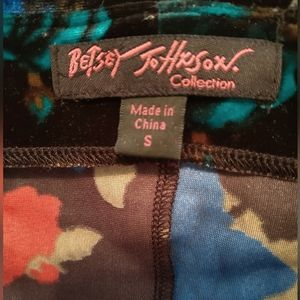 BETSEY JOHNSON.
Collection
Made in
China
S